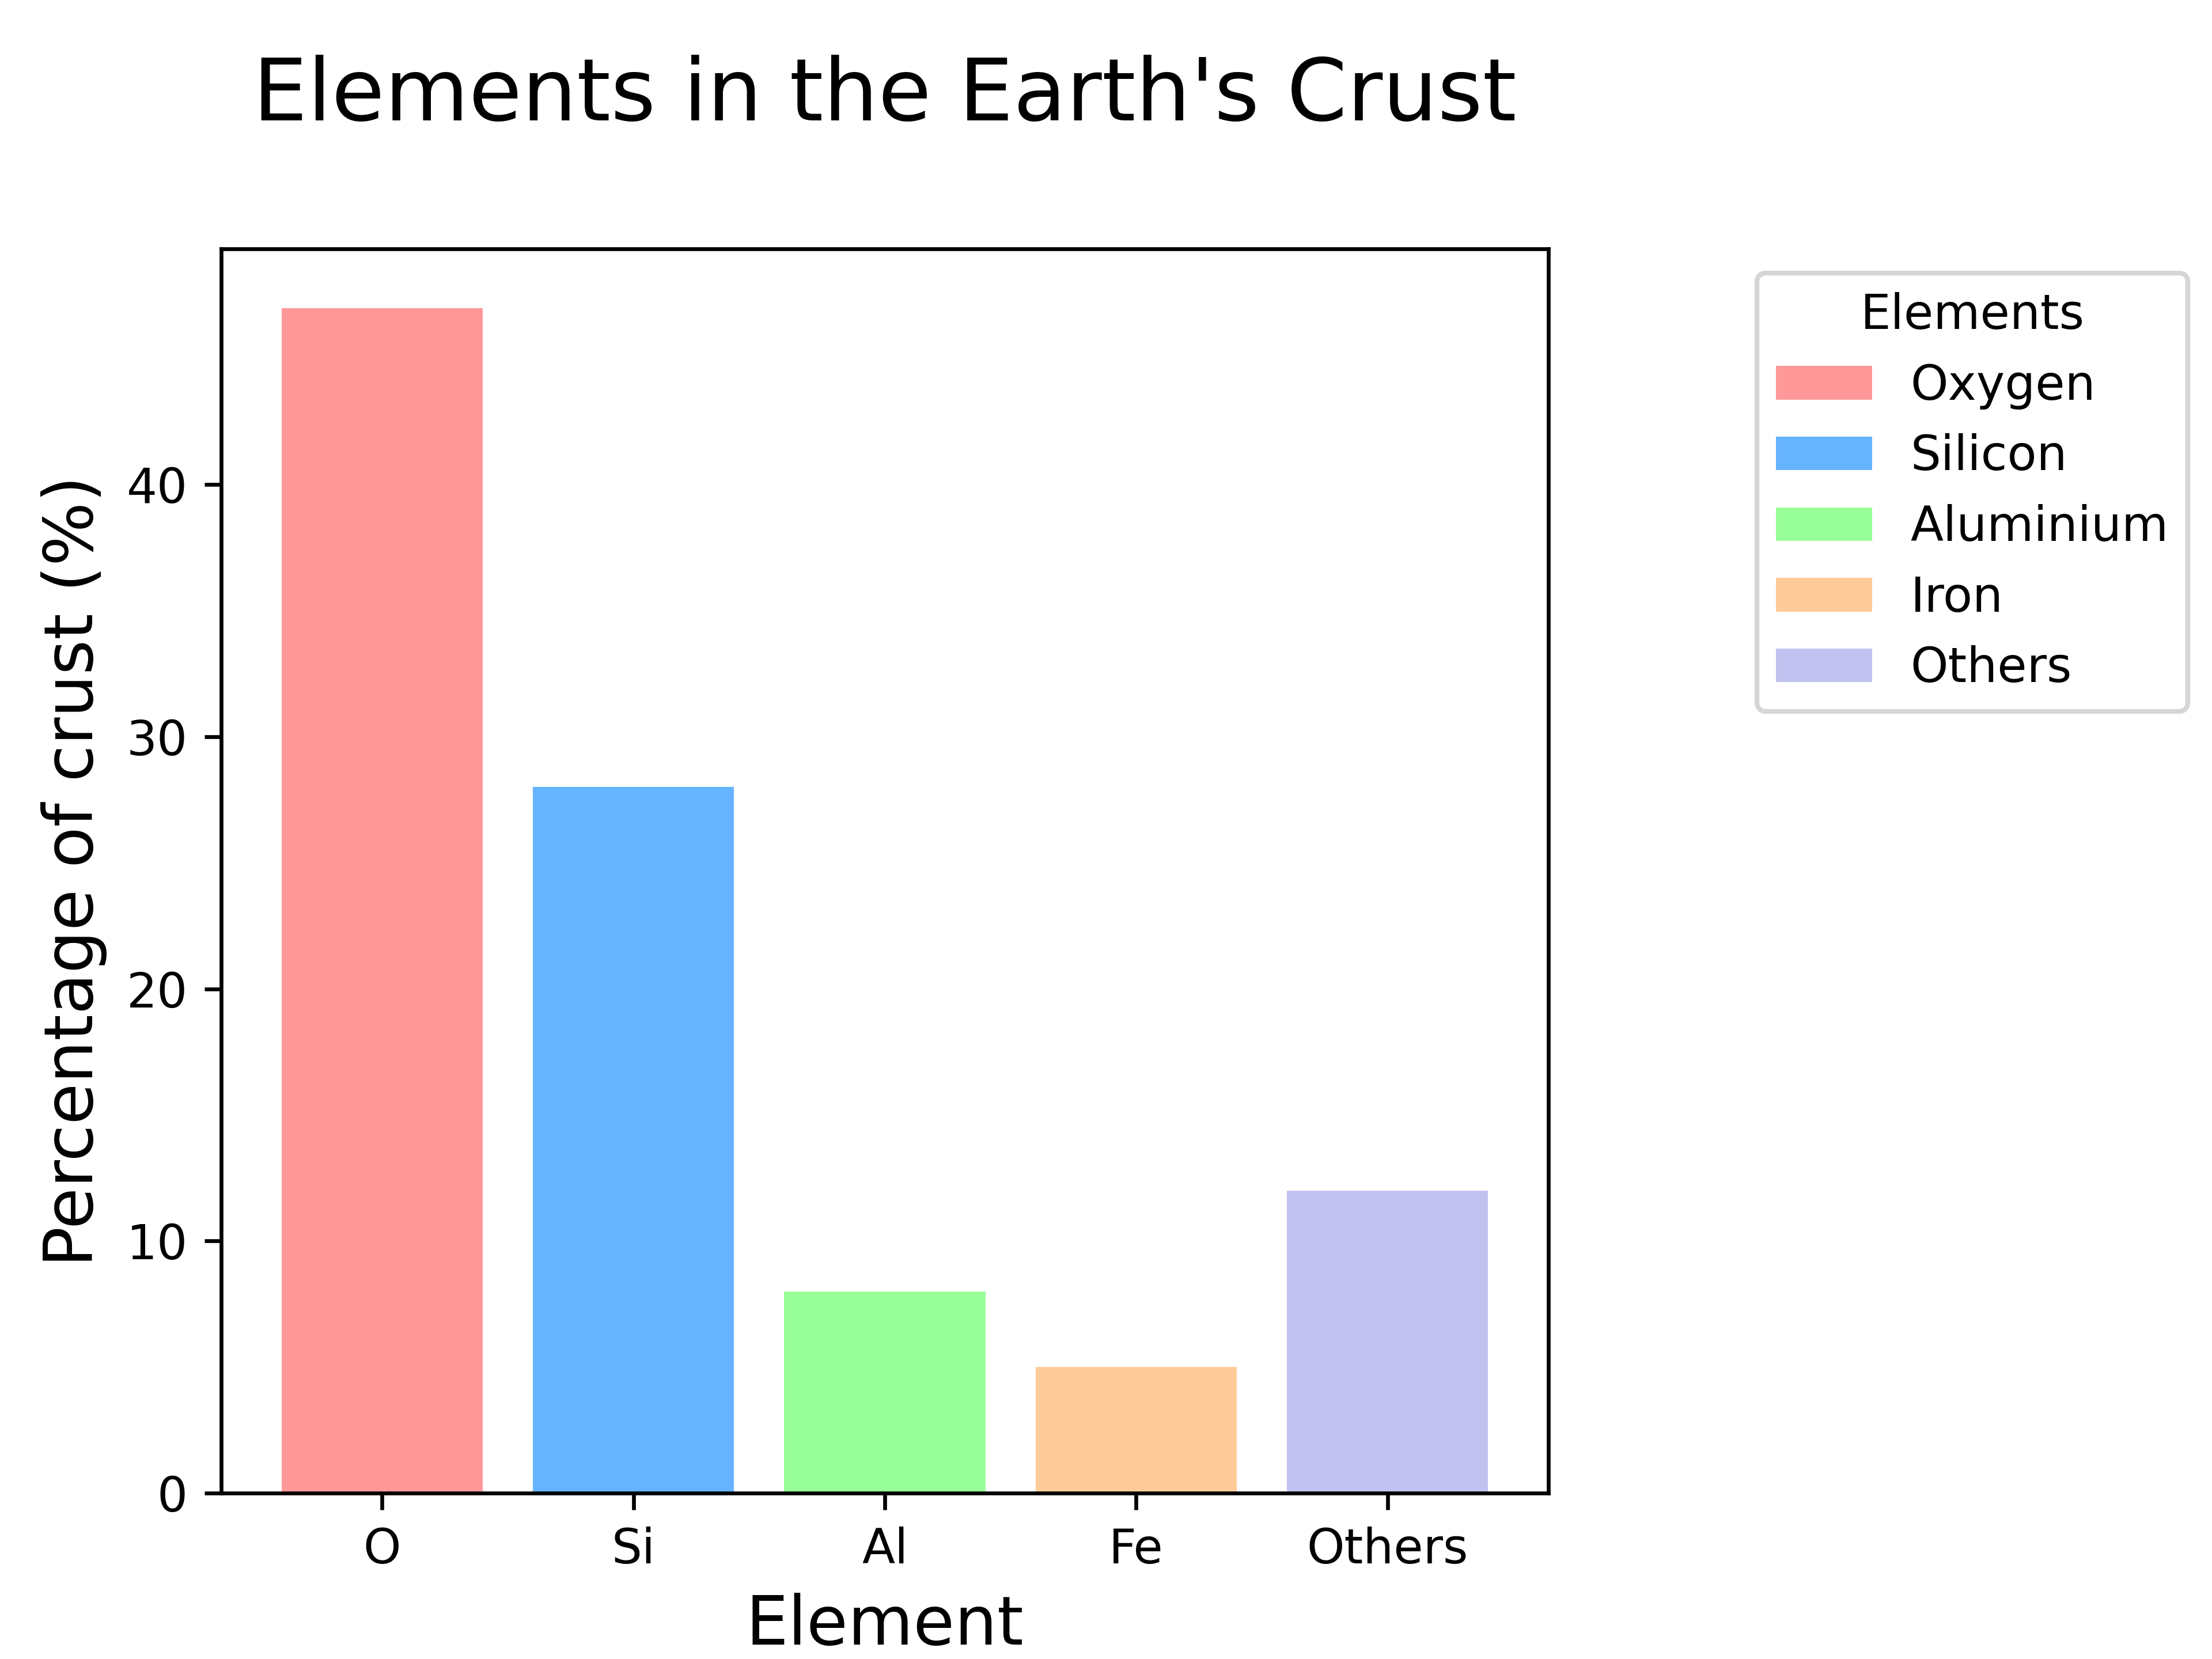 Elements in the Earth's Crust
Percentage of crust (%)
40
30
20
10
0
O
Si
Al
Fe
Others
Element
Elements
Oxygen
Silicon
Aluminium
Iron
Others